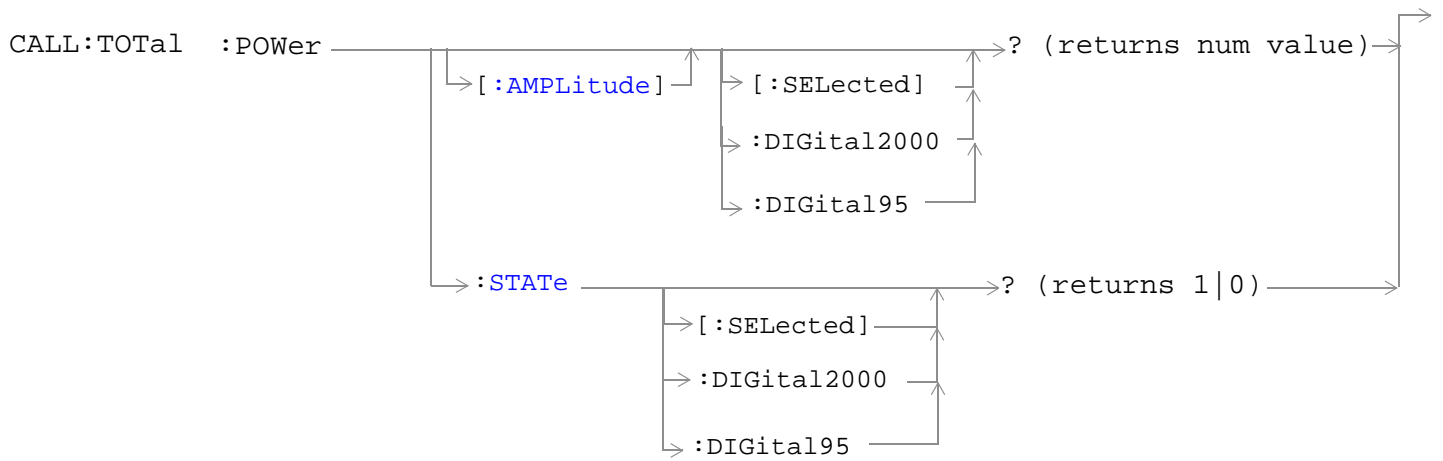 CALL:TOTal :POWer ? (returns num value)
[:AMPLitude] [:SELected]
:DIGital2000
:DIGital95
:STATe ? (returns 1|0)
[:SELected]
:DIGital2000
:DIGital95